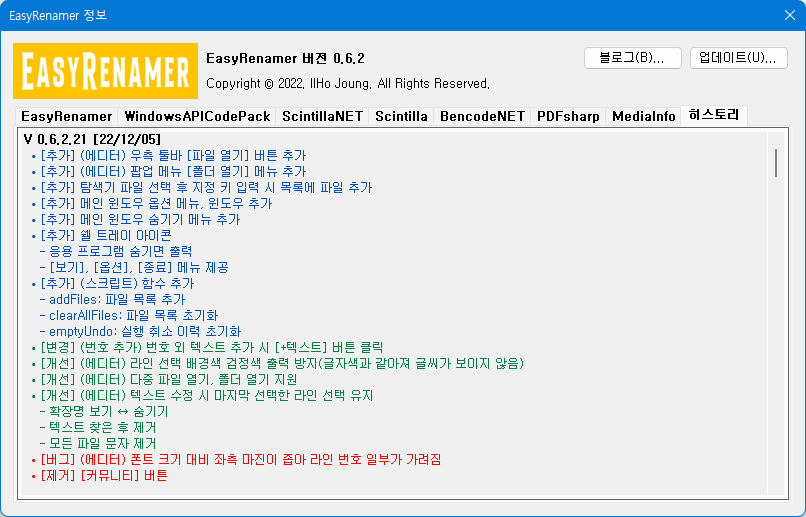 EasyRenamer 정보
EASYRENAMER
EasyRenamer 버젼 0.6.2
Copyright © 2022, IlHo Joung, All Rights Reserved,
블로그(B)...
업데이트(U)...
EasyRenamer WindowsAPICodePack ScintillaNET Scintilla BencodeNET PDFsharp MediaInfo 히스토리
V 0.6.2.21 [22/12/05]
• [추가] (에디터) 우측 툴바 [파일 열기] 버튼 추가
• [추가] (에디터) 팝업 메뉴 [폴더 열기] 메뉴 추가
• [추가] 탐색기 파일 선택 후 지정 키 입력 시 목록에 파일 추가
• [추가] 메인 윈도우 옵션 메뉴, 윈도우 추가
• [추가] 메인 윈도우 숨기기 메뉴 추가
• [추가] 쉘 트레이 아이콘
- 응용 프로그램 숨기면 출력
- [보기], [옵션], [종료] 메뉴 제공
• [추가] (스크립트) 함수 추가
- addFiles: 파일 목록 추가
- clearAllFiles: 파일 목록 초기화
- emptyUndo: 실행 취소 이력 초기화
• [변경] (번호 추가) 번호 외 텍스트 추가 시 [+텍스트] 버튼 클릭
• [개선] (에디터) 라인 선택 배경색 검정색 출력 방지(글자색과 같아져 글씨가 보이지 않음)
• [개선] (에디터) 다중 파일 열기, 폴더 열기 지원
• [개선] (에디터) 텍스트 수정 시 마지막 선택한 라인 선택 유지
- 확장명 보기 ↔ 숨기기
- 텍스트 찾은 후 제거
- 모든 파일 문자 제거
• [버그] (에디터) 폰트 크기 대비 좌측 마진이 좁아 라인 번호 일부가 가려짐
• [제거] [커뮤니티] 버튼